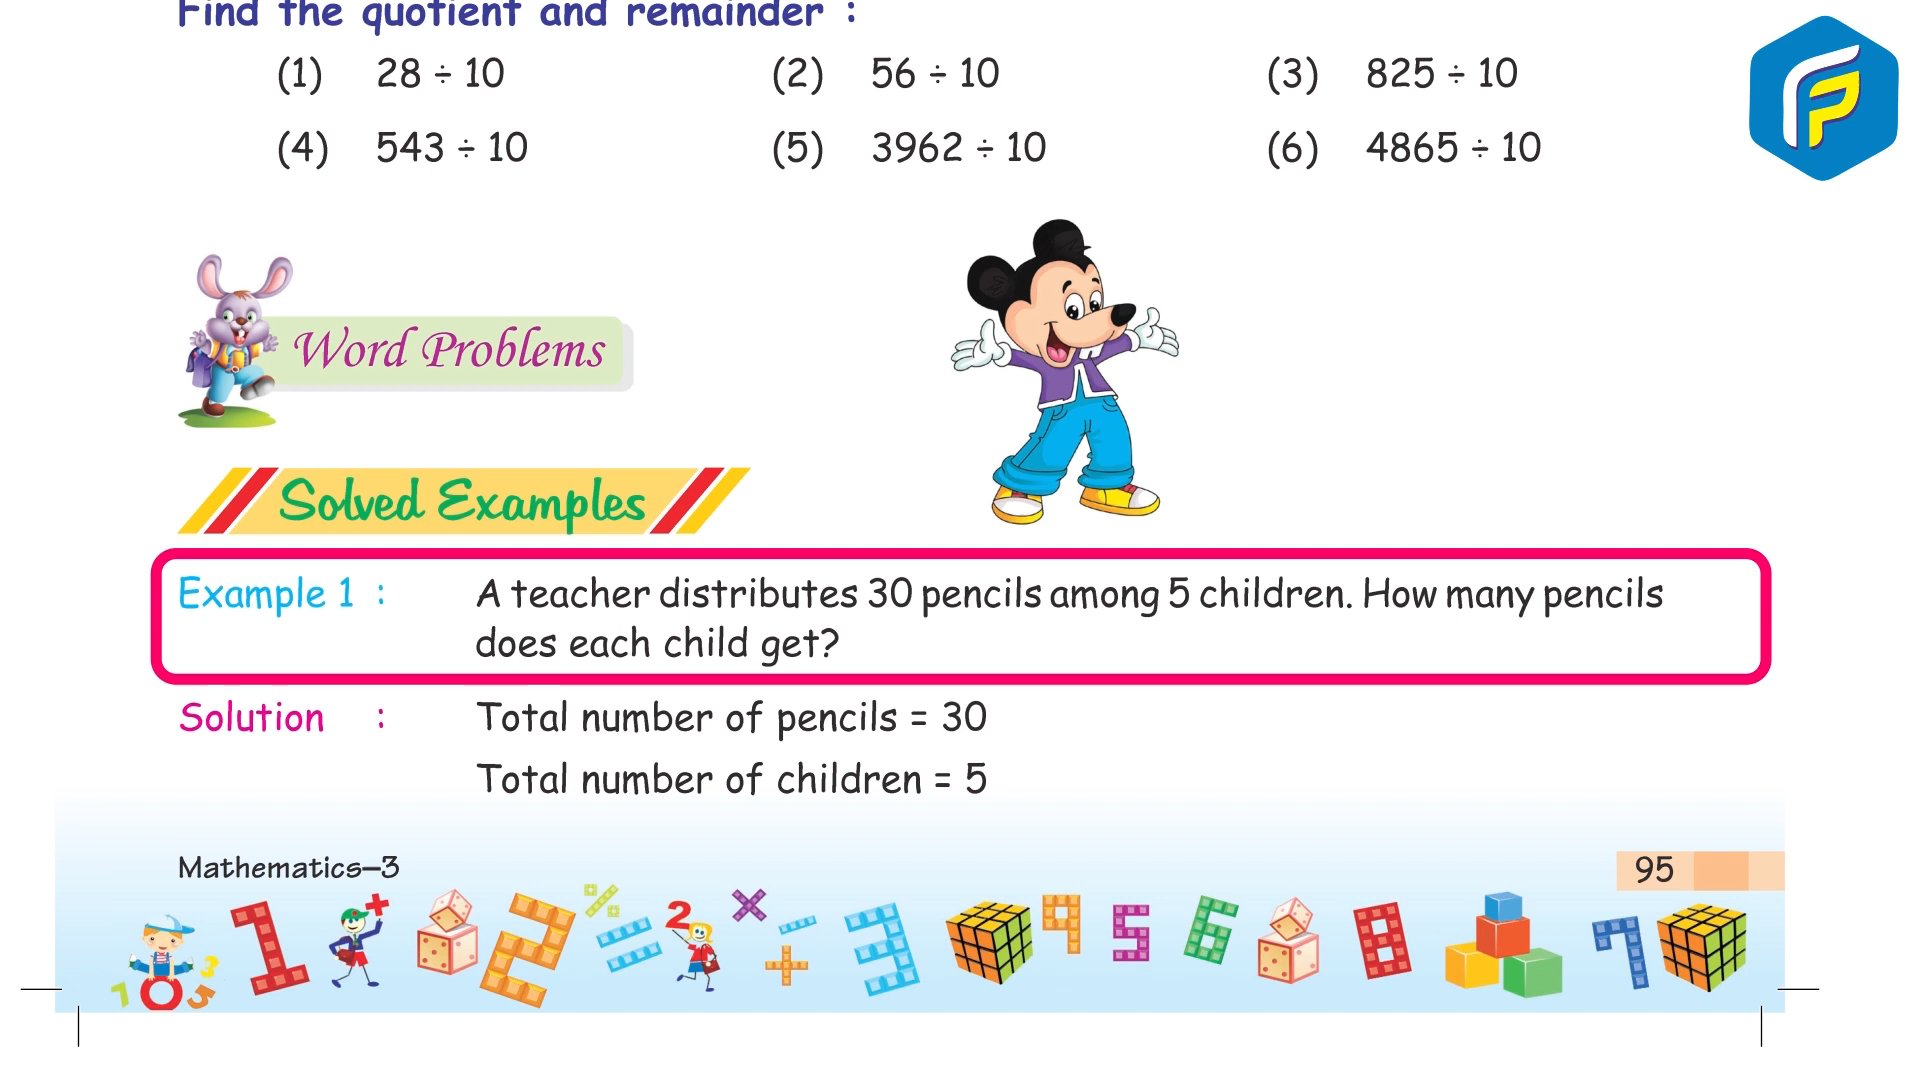 Find the quotient and remainder :
(1) 28 ÷ 10 (2) 56 ÷ 10 (3) 825 ÷ 10
(4) 543 ÷ 10 (5) 3962 ÷ 10 (6) 4865 ÷ 10
Word Problems
Solved Examples
Example 1 : A teacher distributes 30 pencils among 5 children. How many pencils
does each child get?
Solution : Total number of pencils = 30
Total number of children = 5
Mathematics–3
95